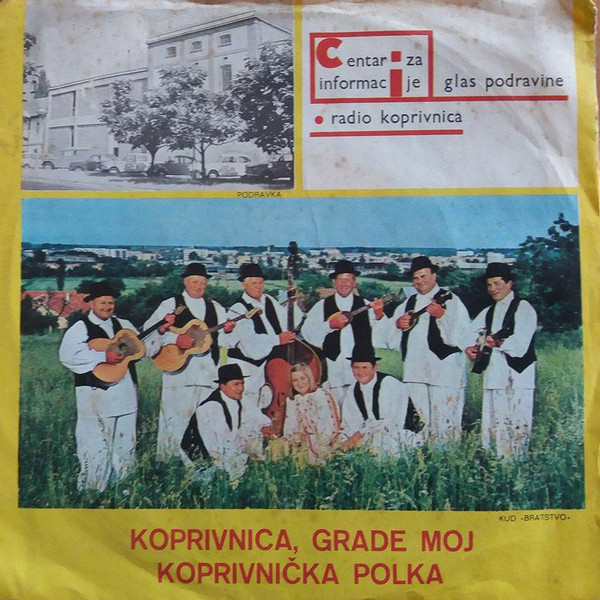 Centar za
informacije glas podravine
• radio koprivnica
PODRAVKA
KUD »BRATSTVO«
KOPRIVNICA, GRADE MOJ
KOPRIVNIČKA POLKA